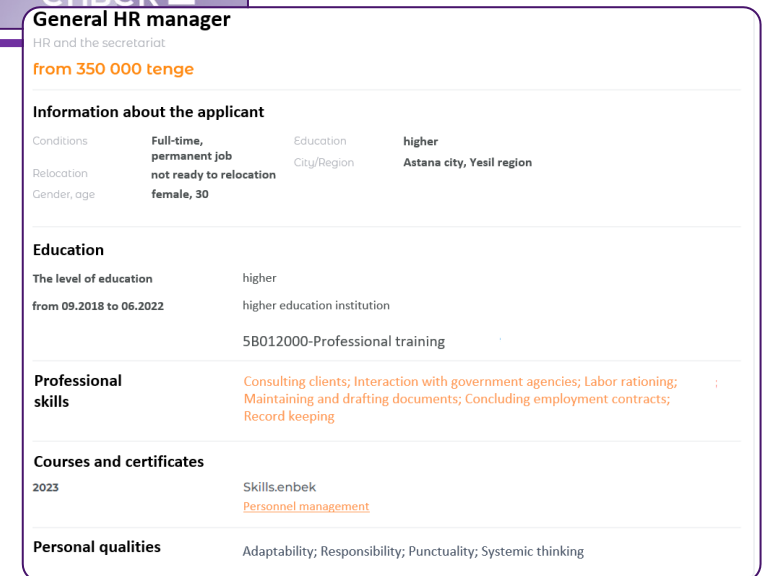 enbek
General HR manager
HR and the secretariat
from 350 000 tenge
Information about the applicant
Conditions Full-time, permanent job
Relocation not ready to relocation
Gender, age female, 30
Education higher
City/Region Astana city, Yesil region
Education
The level of education higher
from 09.2018 to 06.2022 higher education institution
5B012000-Professional training
Professional
skills
Consulting clients; Interaction with government agencies; Labor rationing; ;
Maintaining and drafting documents; Concluding employment contracts;
Record keeping
Courses and certificates
2023 Skills.enbek
Personnel management
Personal qualities Adaptability; Responsibility; Punctuality; Systemic thinking